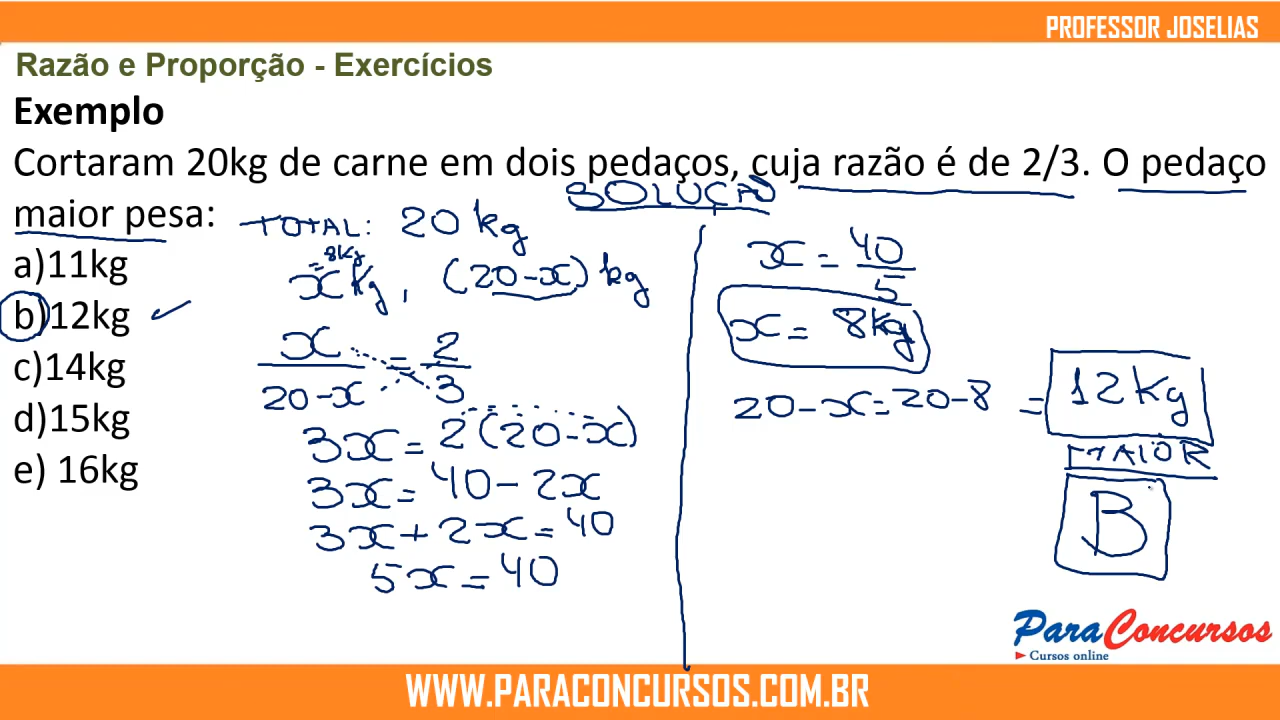 PROFESSOR JOSELIAS
Razão e Proporção - Exercícios
Exemplo
Cortaram 20kg de carne em dois pedaços, cuja razão é de 2/3. O pedaço
maior pesa:
a)11kg
b)12kg
c)14kg
d)15kg
e) 16kg
SOLUÇÃO
TOTAL: 20 kg
= 8kg
x kg, (20-x) kg
x/20-x = 2/3
3x = 2(20-x)
3x = 40 - 2x
3x + 2x = 40
5x = 40
x = 40/5
x = 8kg
20-x = 20-8 = 12kg
MAIOR
B
ParaConcursos
Cursos online
WWW.PARACONCURSOS.COM.BR